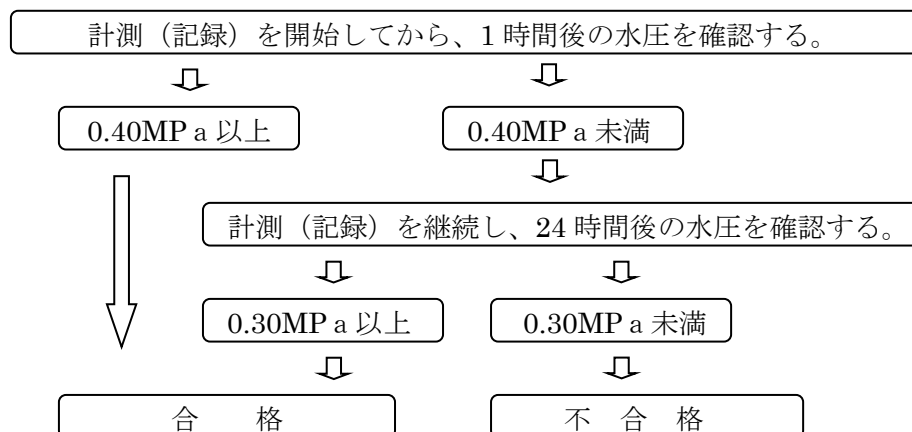 計測（記録）を開始してから、1時間後の水圧を確認する。
0.40MPａ以上
0.40MPａ未満
計測（記録）を継続し、24時間後の水圧を確認する。
0.30MPａ以上
0.30MPａ未満
合　　格
不　合　格